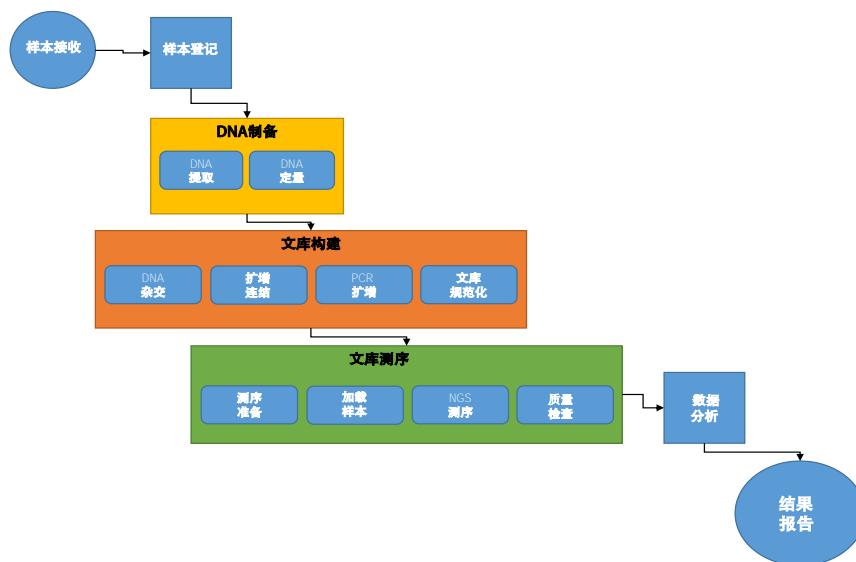 样本接收
样本登记
DNA制备
DNA
提取
DNA
定量
文库构建
DNA
杂交
扩增
连结
PCR
扩增
文库
规范化
文库测序
测序
准备
加载
样本
NGS
测序
质量
检查
数据
分析
结果
报告